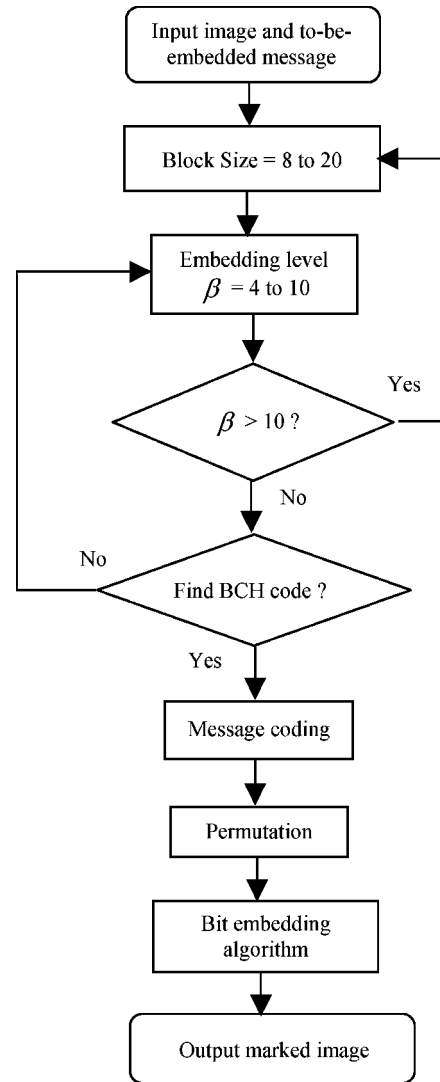 Input image and to-be-
embedded message
Block Size = 8 to 20
Embedding level
β = 4 to 10
Yes
β > 10 ?
No
No
Find BCH code ?
Yes
Message coding
Permutation
Bit embedding
algorithm
Output marked image